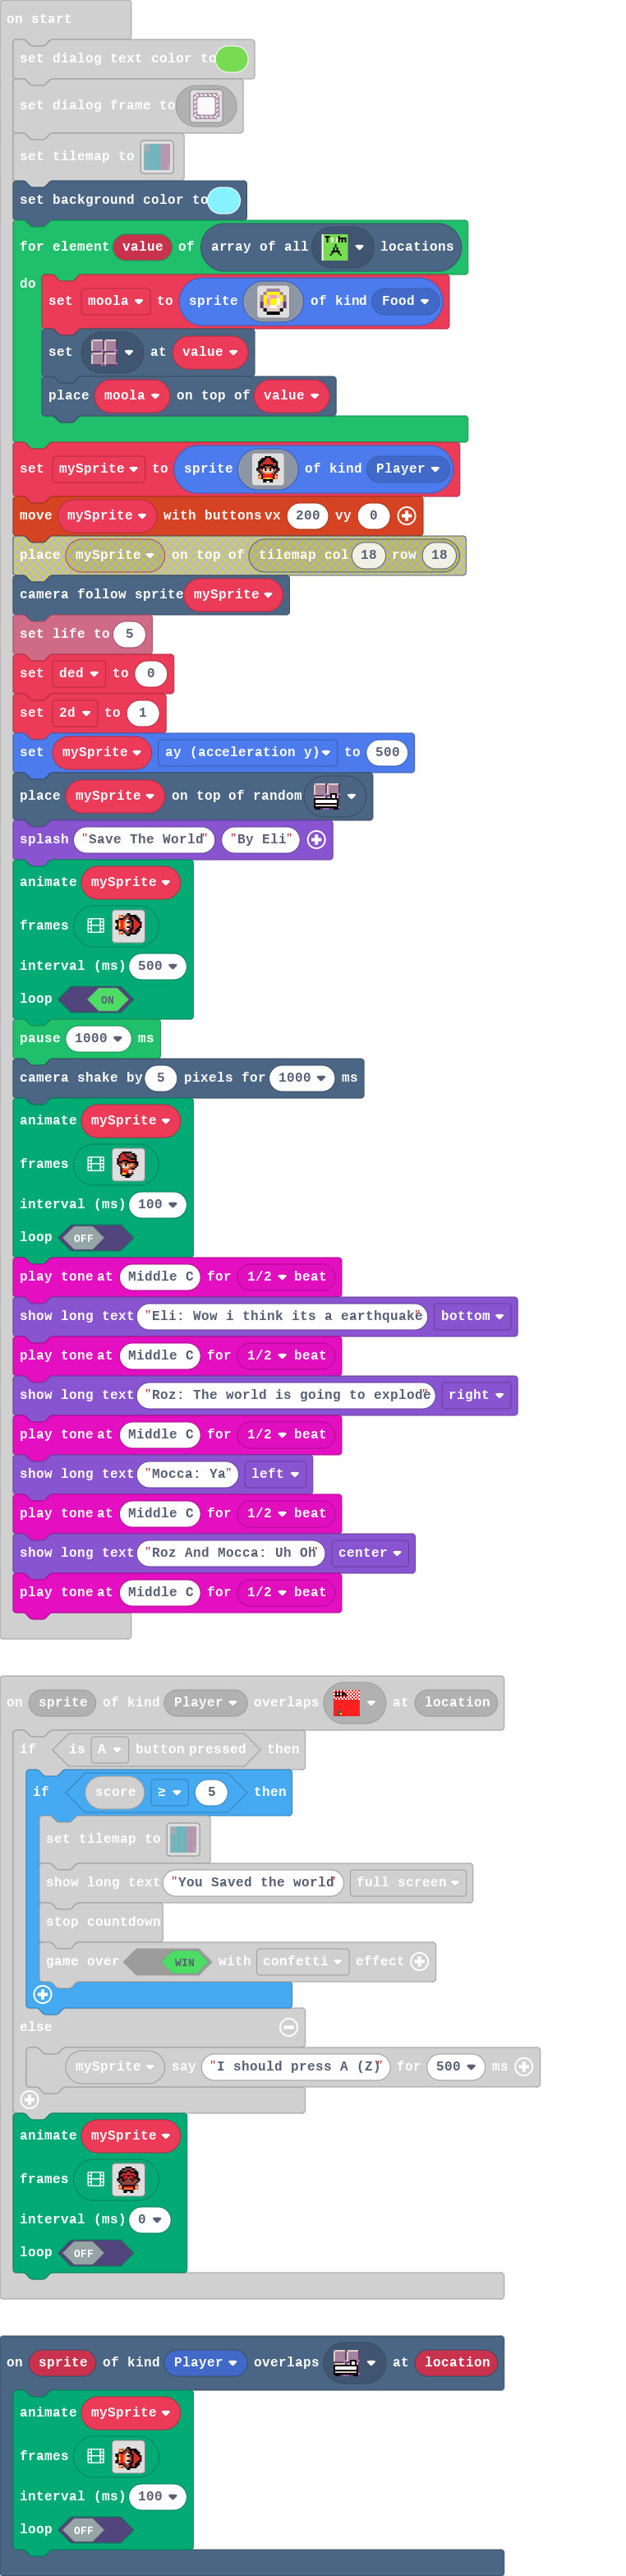 on start
set dialog text color to
set dialog frame to
set tilemap to
set background color to
for element value of array of all locations
do
set moola to sprite of kind Food
set at value
place moola on top of value
set mySprite to sprite of kind Player
move mySprite with buttons vx 200 vy 0
place mySprite on top of tilemap col 18 row 18
camera follow sprite mySprite
set life to 5
set ded to 0
set 2d to 1
set mySprite ay (acceleration y) to 500
place mySprite on top of random
splash "Save The World" "By Eli"
animate mySprite
frames
interval (ms) 500
loop ON
pause 1000 ms
camera shake by 5 pixels for 1000 ms
animate mySprite
frames
interval (ms) 100
loop OFF
play tone at Middle C for 1/2 beat
show long text "Eli: Wow i think its a earthquake" bottom
play tone at Middle C for 1/2 beat
show long text "Roz: The world is going to explode" right
play tone at Middle C for 1/2 beat
show long text "Mocca: Ya" left
play tone at Middle C for 1/2 beat
show long text "Roz And Mocca: Uh OH" center
play tone at Middle C for 1/2 beat
on sprite of kind Player overlaps at location
if is A button pressed then
if score ≥ 5 then
set tilemap to
show long text "You Saved the world" full screen
stop countdown
game over WIN with confetti effect
else
mySprite say "I should press A (Z)" for 500 ms
animate mySprite
frames
interval (ms) 0
loop OFF
on sprite of kind Player overlaps at location
animate mySprite
frames
interval (ms) 100
loop OFF